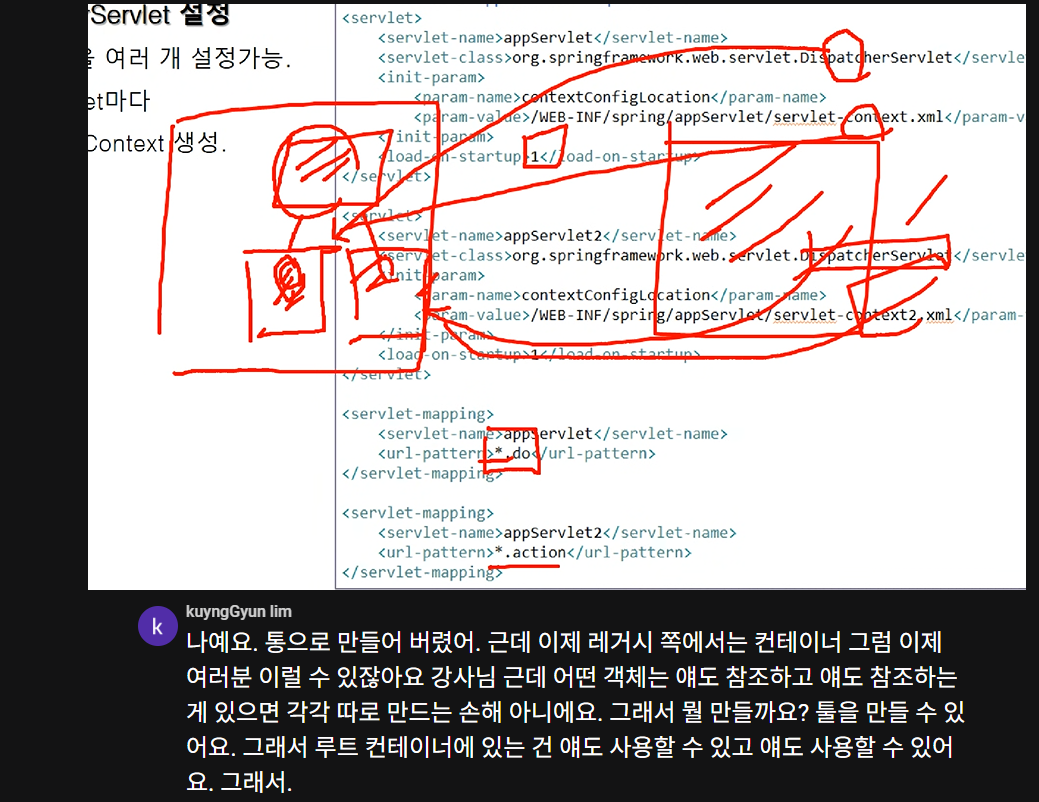 rServlet 설정
을 여러 개 설정가능.
et마다
Context 생성.
<servlet>
<servlet-name>appServlet</servlet-name>
<servlet-class>org.springframework.web.servlet.DispatcherServlet</servle
<init-param>
<param-name>contextConfigLocation</param-name>
<param-value>/WEB-INF/spring/appServlet/servlet-context.xml</param-v
</init-param>
<load-on-startup>1</load-on-startup>
</servlet>
<servlet>
<servlet-name>appServlet2</servlet-name>
<servlet-class>org.springframework.web.servlet.DispatcherServlet</servle
<init-param>
<param-name>contextConfigLocation</param-name>
<param-value>/WEB-INF/spring/appServlet/servlet-context2.xml</param-
</init-param>
<load-on-startup>1</load-on-startup>
</servlet>
<servlet-mapping>
<servlet-name>appServlet</servlet-name>
<url-pattern>*.do</url-pattern>
</servlet-mapping>
<servlet-mapping>
<servlet-name>appServlet2</servlet-name>
<url-pattern>*.action</url-pattern>
</servlet-mapping>
k
kuyngGyun lim
나예요. 통으로 만들어 버렸어. 근데 이제 레거시 쪽에서는 컨테이너 그럼 이제
여러분 이럴 수 있잖아요 강사님 근데 어떤 객체는 얘도 참조하고 얘도 참조하는
게 있으면 각각 따로 만드는 손해 아니에요. 그래서 뭘 만들까요? 툴을 만들 수 있
어요. 그래서 루트 컨테이너에 있는 건 얘도 사용할 수 있고 얘도 사용할 수 있어
요. 그래서.